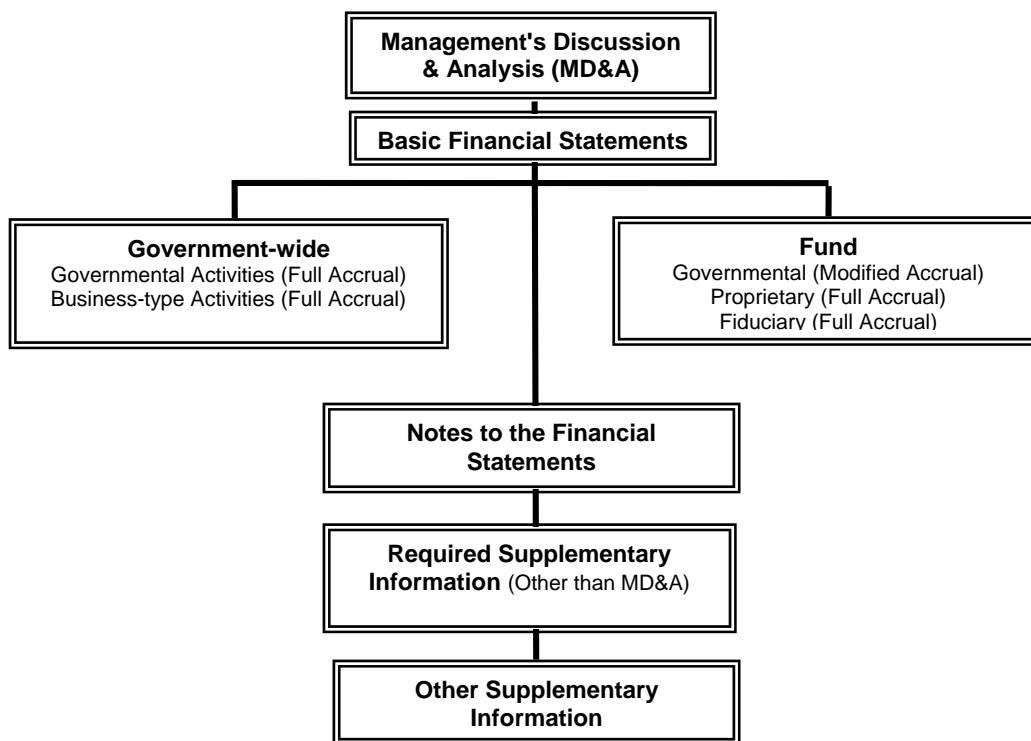 Management's Discussion
& Analysis (MD&A)
Basic Financial Statements
Government-wide
Governmental Activities (Full Accrual)
Business-type Activities (Full Accrual)
Fund
Governmental (Modified Accrual)
Proprietary (Full Accrual)
Fiduciary (Full Accrual)
Notes to the Financial
Statements
Required Supplementary
Information (Other than MD&A)
Other Supplementary
Information